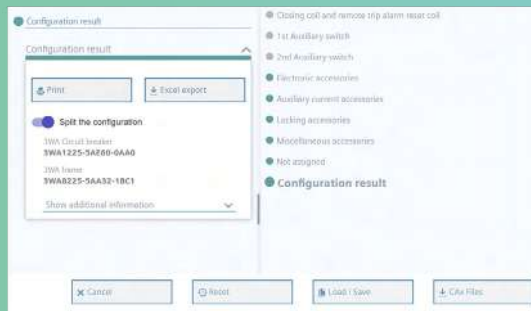 Configuration result
Configuration result
Print
Excel export
Split the configuration
3WA Circuit breaker
3WA1225-5AE60-0AA0
3WA frame
3WA8225-5AA32-1BC1
Show additional information
Closing coil and remote trip alarm reset coil
1st Auxiliary switch
2nd Auxiliary switch
Electronic accessories
Auxiliary current accessories
Locking accessories
Miscellaneous accessories
Not assigned
Configuration result
Cancel
Reset
Load / Save
CAx Files